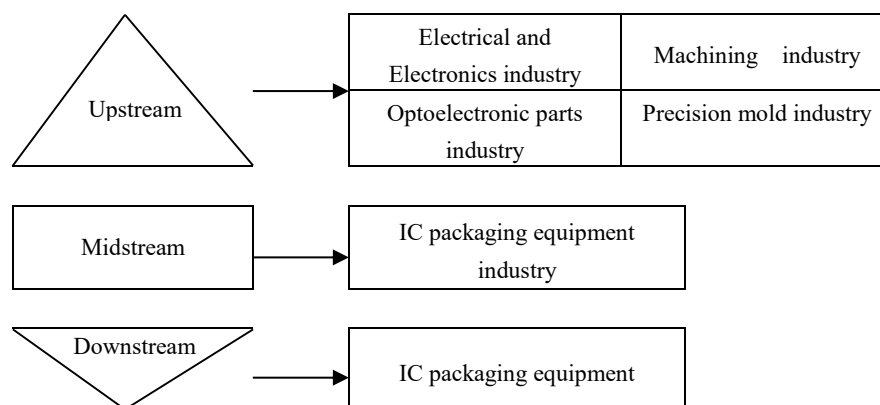 Upstream
Electrical and
Electronics industry
Machining industry
Optoelectronic parts
industry
Precision mold industry
Midstream
IC packaging equipment
industry
Downstream
IC packaging equipment